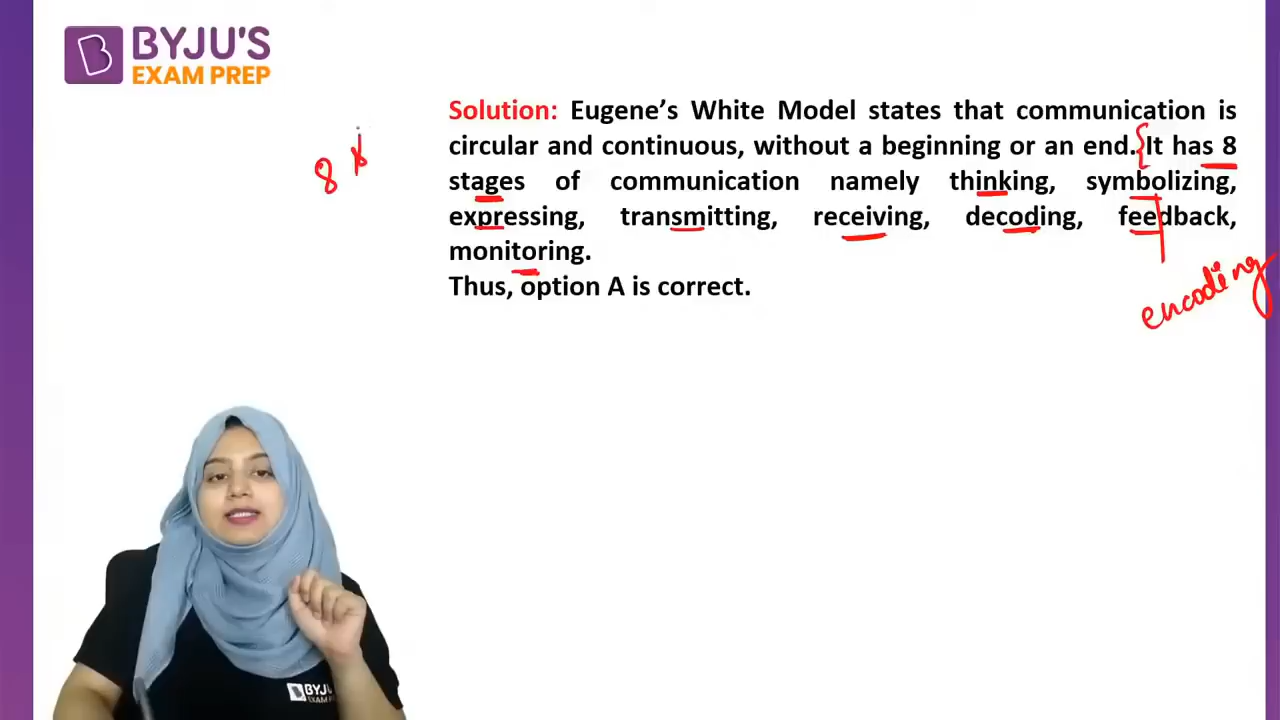 BYJU'S
EXAM PREP
Solution: Eugene's White Model states that communication is
circular and continuous, without a beginning or an end. {It has 8
stages of communication namely thinking, symbolizing,
expressing, transmitting, receiving, decoding, feedback,
monitoring.
Thus, option A is correct.
8
encoding
BYJU'
EXAM P